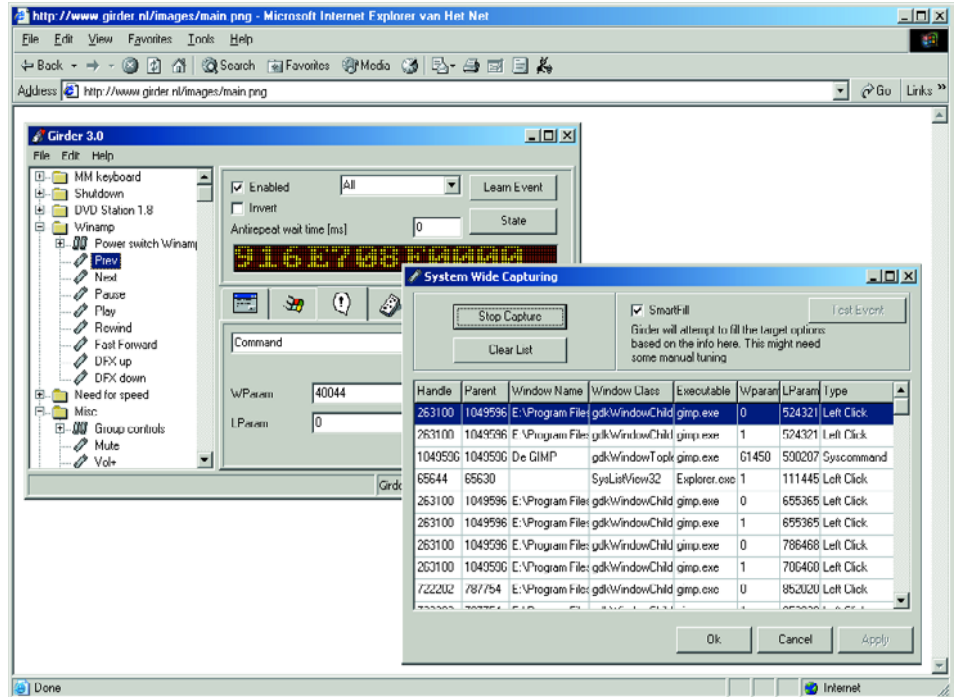 http://www girder nl/images/main png - Microsoft Internet Explorer van Het Net
File Edit View Favorites Tools Help
Back Search Favorites Media
Address http://www girder nl/images/main png Go Links »
Girder 3.0
File Edit Help
MM keyboard
Shutdown
DVD Station 1.8
Winamp
Power switch Winamp
Prev
Next
Pause
Play
Rewind
Fast Forward
DFX up
DFX down
Need for speed
Misc
Group controls
Mute
Vol+
Enabled All Learn Event
Invert
Antirepeat wait time [ms] 0 State
Command
WParam 40044
LParam 0
Girde
System Wide Capturing
Stop Capture
Clear List
SmartFill Test Event
Girder will attempt to fill the target options
based on the info here. This might need
some manual tuning
Handle Parent Window Name Window Class Executable Wparam LParam Type
263100 1049596 E:\Program Files gdkWindowChild gimp.exe 0 524321 Left Click
263100 1049596 E:\Program Files gdkWindowChild gimp.exe 1 524321 Left Click
1049596 1049596 De GIMP gdkWindowTople gimp.exe 61450 590207 Syscommand
65644 65630 SysListView32 Explorer.exe 1 111445 Left Click
263100 1049596 E:\Program Files gdkWindowChild gimp.exe 0 655365 Left Click
263100 1049596 E:\Program Files gdkWindowChild gimp.exe 1 655365 Left Click
263100 1049596 E:\Program Files gdkWindowChild gimp.exe 0 786468 Left Click
263100 1049596 E:\Program Files gdkWindowChild gimp.exe 1 786468 Left Click
722202 787754 E:\Program Files gdkWindowChild gimp.exe 0 852020 Left Click
Ok Cancel Apply
Done Internet